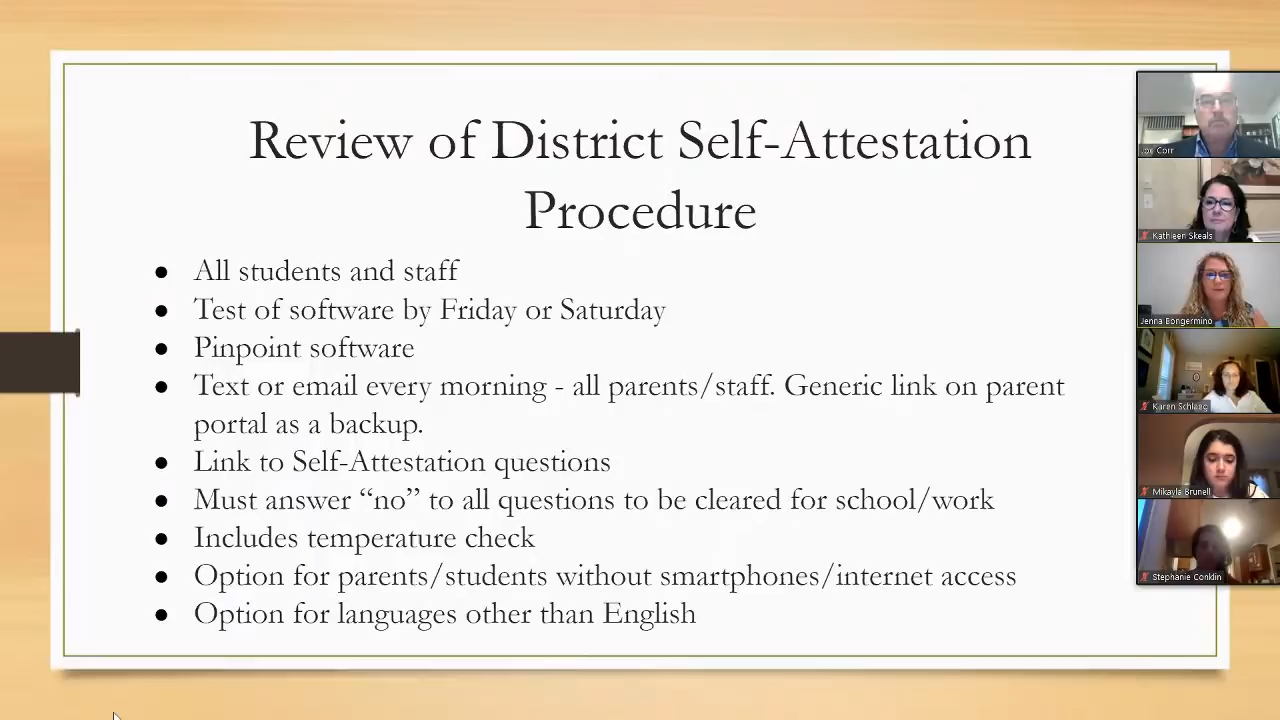 Review of District Self-Attestation
Procedure
● All students and staff
● Test of software by Friday or Saturday
● Pinpoint software
● Text or email every morning - all parents/staff. Generic link on parent
portal as a backup.
● Link to Self-Attestation questions
● Must answer “no” to all questions to be cleared for school/work
● Includes temperature check
● Option for parents/students without smartphones/internet access
● Option for languages other than English
Corr
Kathleen Skeals
Jenna Bongermino
Karen Schlaeg
Mikayla Brunell
Stephanie Conklin